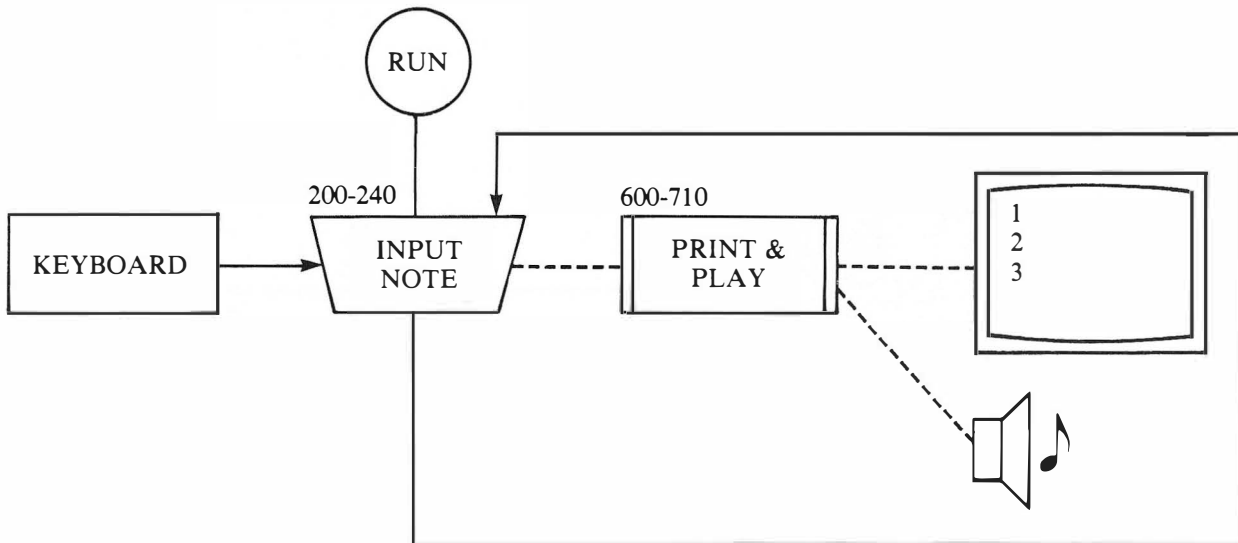 RUN
200-240
600-710
KEYBOARD
INPUT
NOTE
PRINT &
PLAY
1
2
3